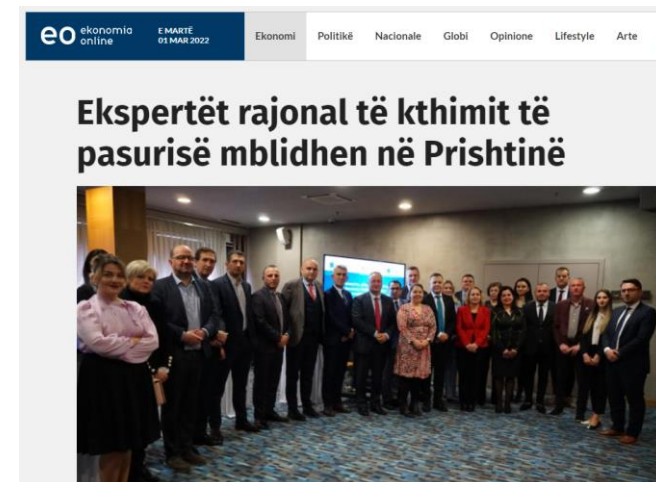 eo ekonomia online
E MARTË
01 MAR 2022
Ekonomi Politikë Nacionale Globi Opinione Lifestyle Arte
Ekspertët rajonal të kthimit të
pasurisë mblidhen në Prishtinë